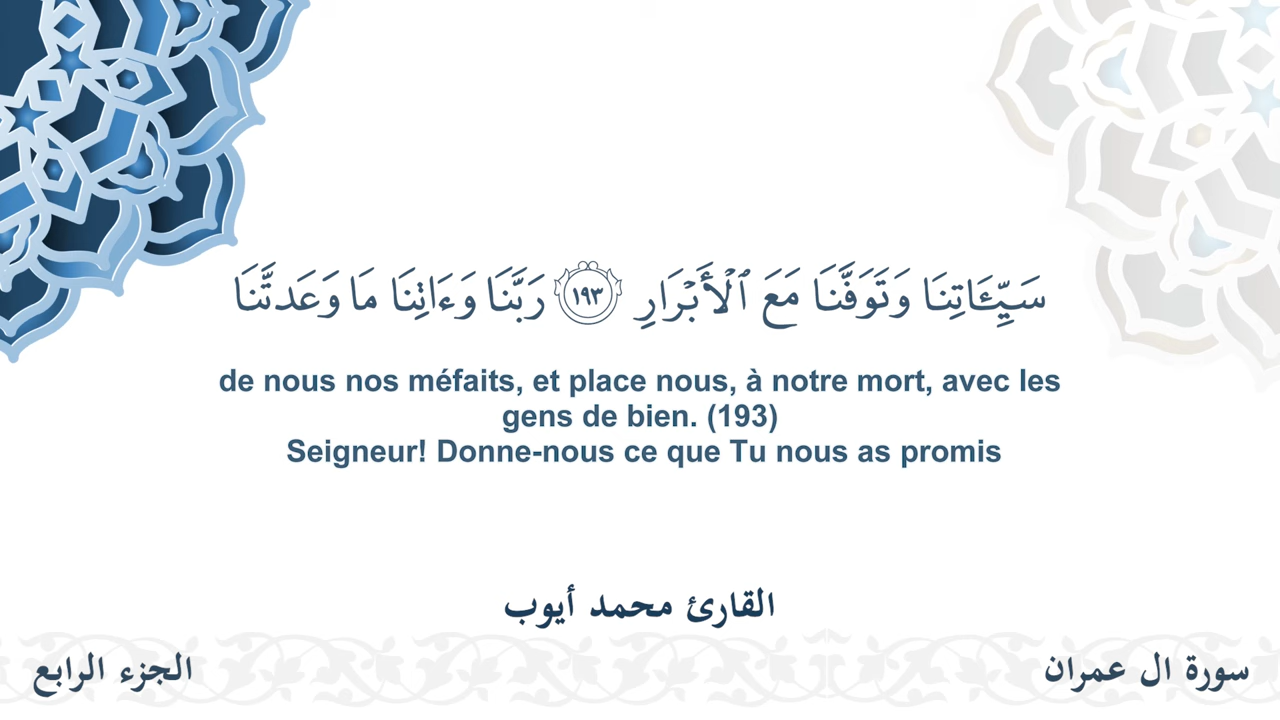 سَيِّـَٔاتِنَا وَتَوَفَّنَا مَعَ ٱلْأَبْرَارِ ١٩٣ رَبَّنَا وَءَاتِنَا مَا وَعَدتَّنَا
de nous nos méfaits, et place nous, à notre mort, avec les
gens de bien. (193)
Seigneur! Donne-nous ce que Tu nous as promis
القارئ محمد أيوب
سورة ال عمران
الجزء الرابع